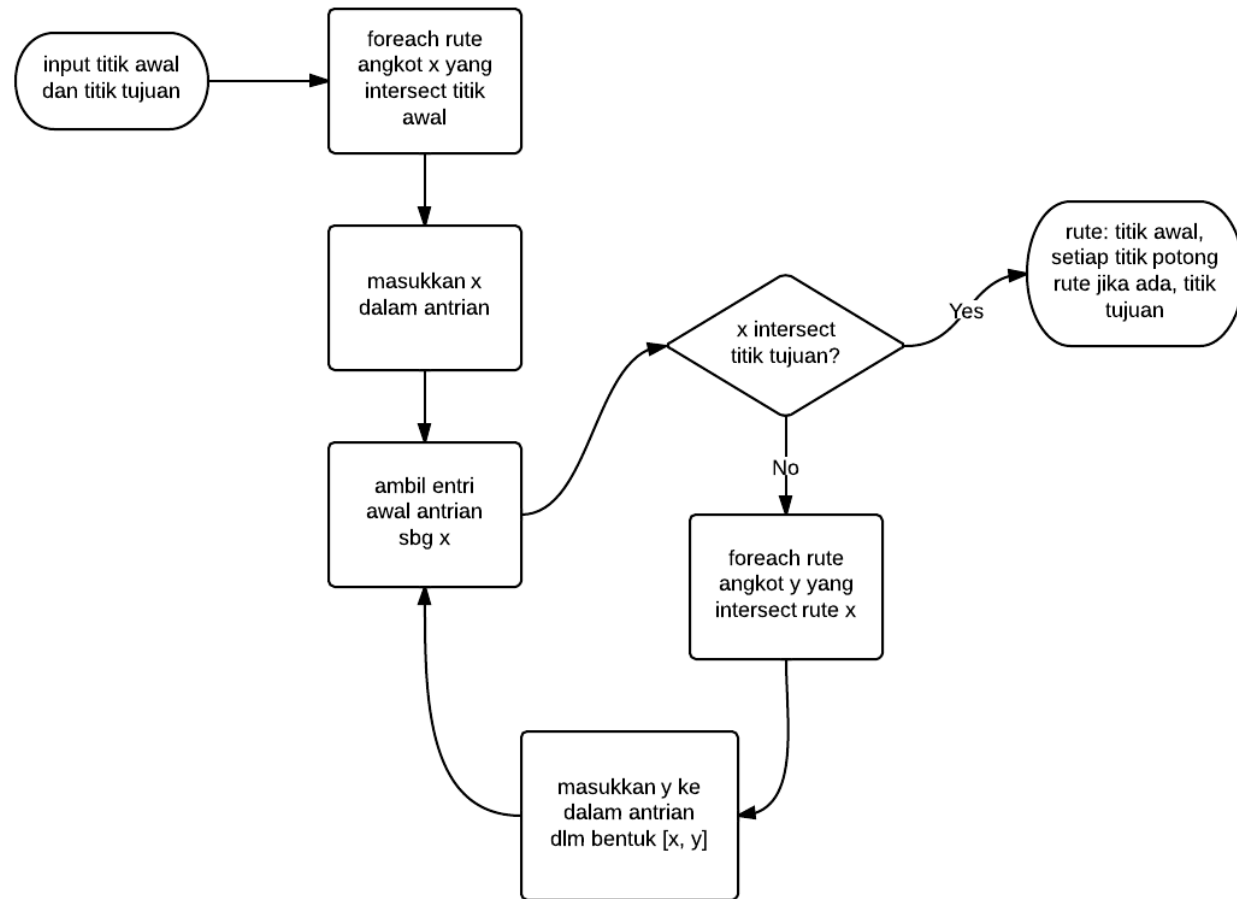 input titik awal
dan titik tujuan
foreach rute
angkot x yang
intersect titik
awal
masukkan x
dalam antrian
ambil entri
awal antrian
sbg x
x intersect
titik tujuan?
Yes
rute: titik awal,
setiap titik potong
rute jika ada, titik
tujuan
No
foreach rute
angkot y yang
intersect rute x
masukkan y ke
dalam antrian
dlm bentuk [x, y]